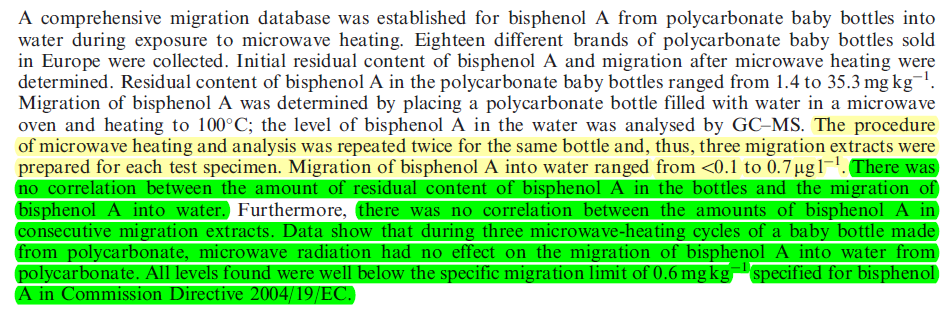 A comprehensive migration database was established for bisphenol A from polycarbonate baby bottles into
water during exposure to microwave heating. Eighteen different brands of polycarbonate baby bottles sold
in Europe were collected. Initial residual content of bisphenol A and migration after microwave heating were
determined. Residual content of bisphenol A in the polycarbonate baby bottles ranged from 1.4 to 35.3 mg kg⁻¹.
Migration of bisphenol A was determined by placing a polycarbonate bottle filled with water in a microwave
oven and heating to 100°C; the level of bisphenol A in the water was analysed by GC–MS. The procedure
of microwave heating and analysis was repeated twice for the same bottle and, thus, three migration extracts were
prepared for each test specimen. Migration of bisphenol A into water ranged from <0.1 to 0.7 µg l⁻¹. There was
no correlation between the amount of residual content of bisphenol A in the bottles and the migration of
bisphenol A into water. Furthermore, there was no correlation between the amounts of bisphenol A in
consecutive migration extracts. Data show that during three microwave-heating cycles of a baby bottle made
from polycarbonate, microwave radiation had no effect on the migration of bisphenol A into water from
polycarbonate. All levels found were well below the specific migration limit of 0.6 mg kg⁻¹ specified for bisphenol
A in Commission Directive 2004/19/EC.